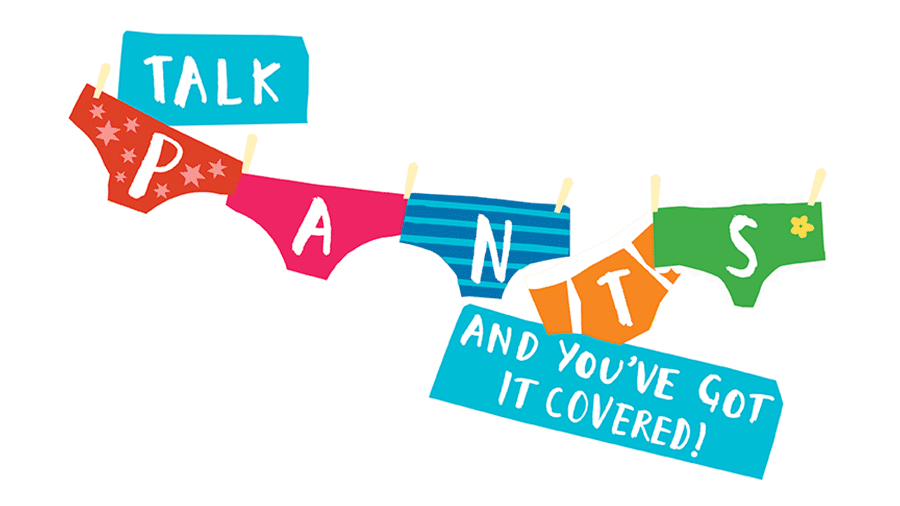 TALK
PANTS
AND YOU'VE GOT
IT COVERED!